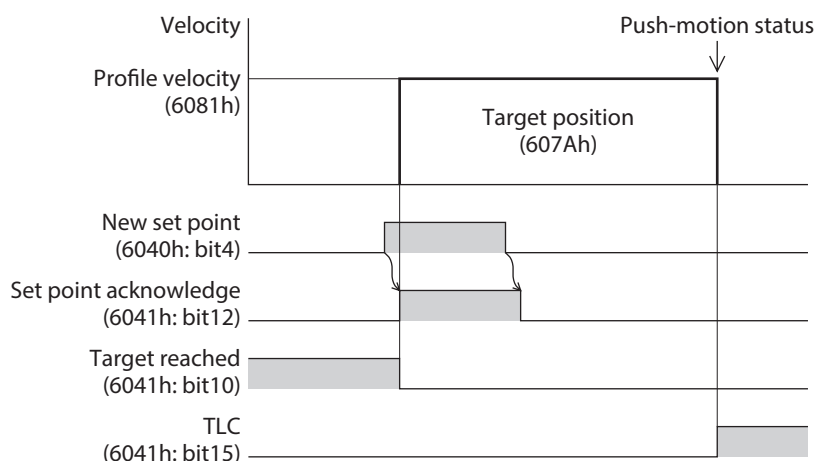 Velocity
Push-motion status
Profile velocity
(6081h)
Target position
(607Ah)
New set point
(6040h: bit4)
Set point acknowledge
(6041h: bit12)
Target reached
(6041h: bit10)
TLC
(6041h: bit15)